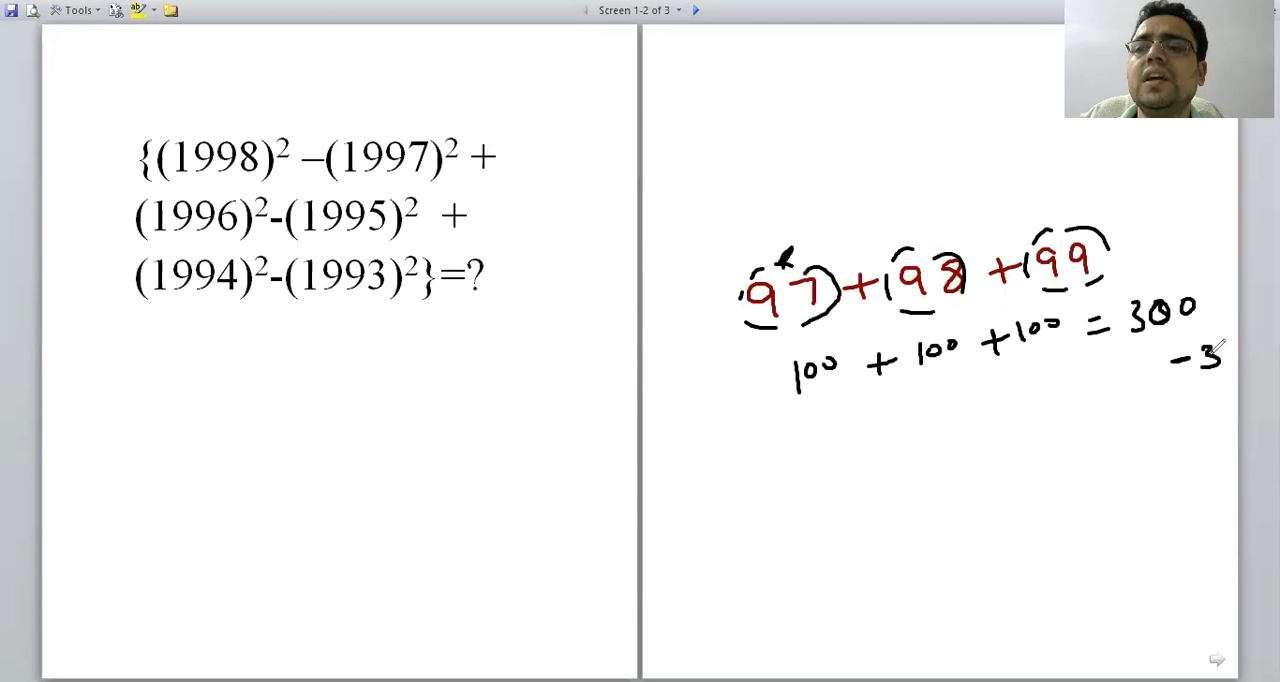 Tools
Screen 1-2 of 3
{(1998)² –(1997)² +
(1996)²-(1995)² +
(1994)²-(1993)²}=?
97+98+99
100 + 100 + 100 = 300
-3